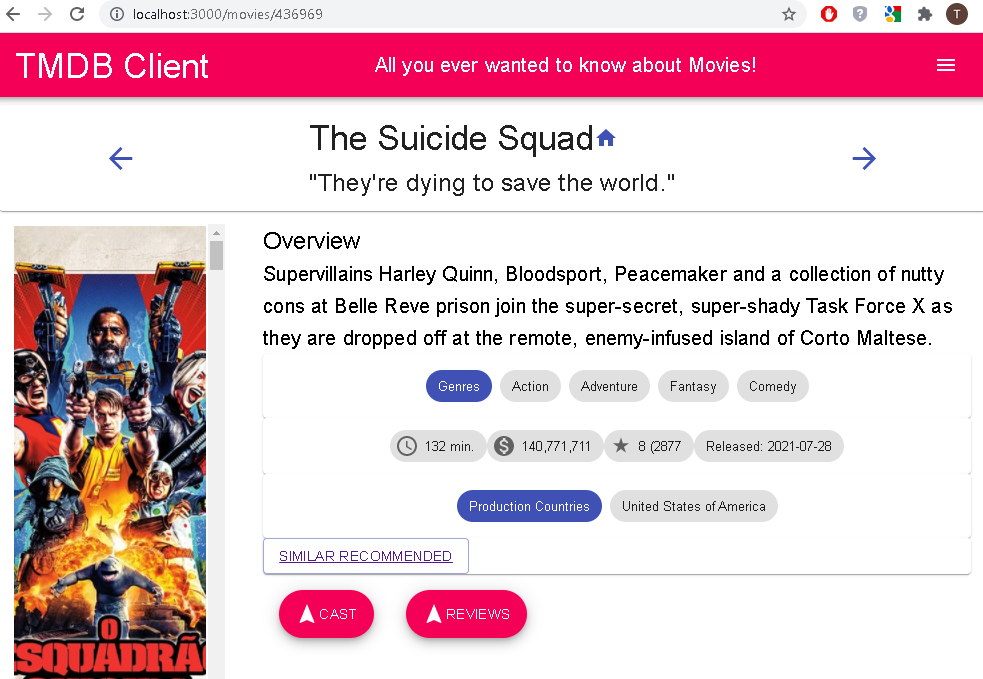 localhost:3000/movies/436969
T
TMDB Client
All you ever wanted to know about Movies!
The Suicide Squad
"They're dying to save the world."
Overview
Supervillains Harley Quinn, Bloodsport, Peacemaker and a collection of nutty
cons at Belle Reve prison join the super-secret, super-shady Task Force X as
they are dropped off at the remote, enemy-infused island of Corto Maltese.
Genres Action Adventure Fantasy Comedy
132 min. 140,771,711 8 (2877 Released: 2021-07-28
Production Countries United States of America
SIMILAR RECOMMENDED
CAST REVIEWS
O
ESQUADRÃO